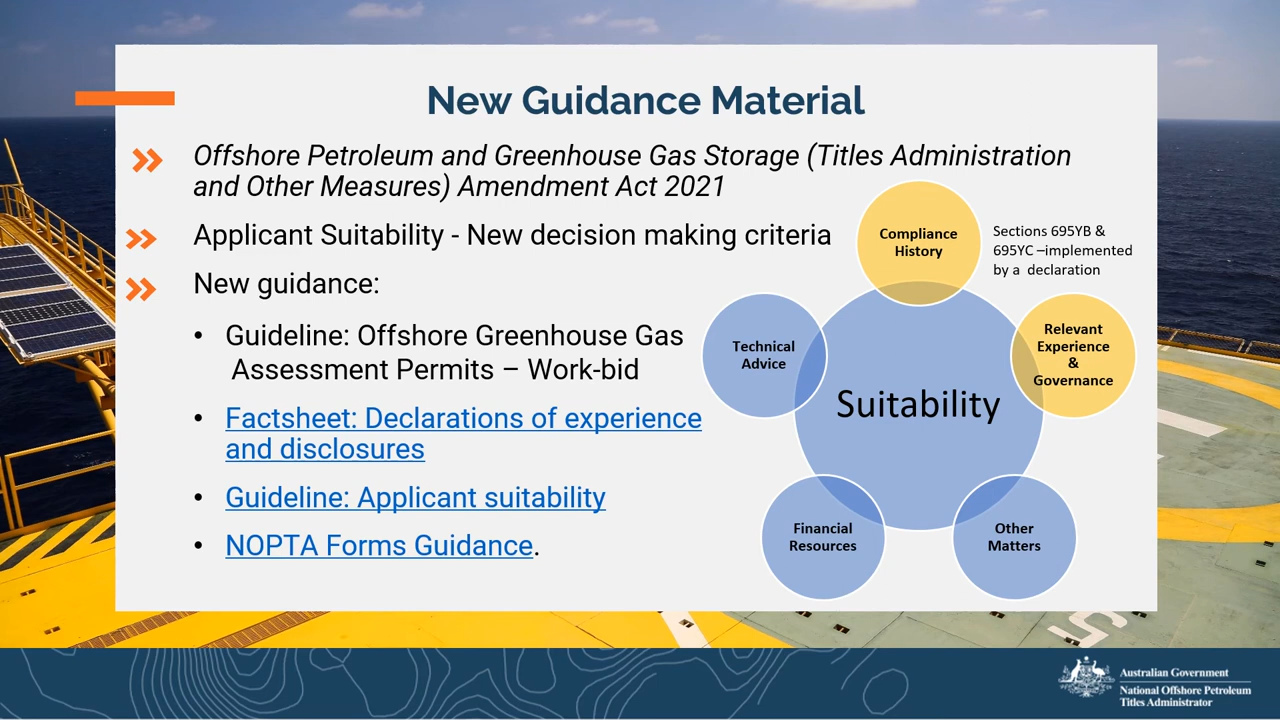 New Guidance Material
Offshore Petroleum and Greenhouse Gas Storage (Titles Administration
and Other Measures) Amendment Act 2021
Applicant Suitability - New decision making criteria
New guidance:
• Guideline: Offshore Greenhouse Gas
Assessment Permits – Work-bid
• Factsheet: Declarations of experience
and disclosures
• Guideline: Applicant suitability
• NOPTA Forms Guidance.
Compliance
History
Sections 695YB &
695YC –implemented
by a declaration
Technical
Advice
Relevant
Experience
&
Governance
Suitability
Financial
Resources
Other
Matters
5
Australian Government
National Offshore Petroleum
Titles Administrator